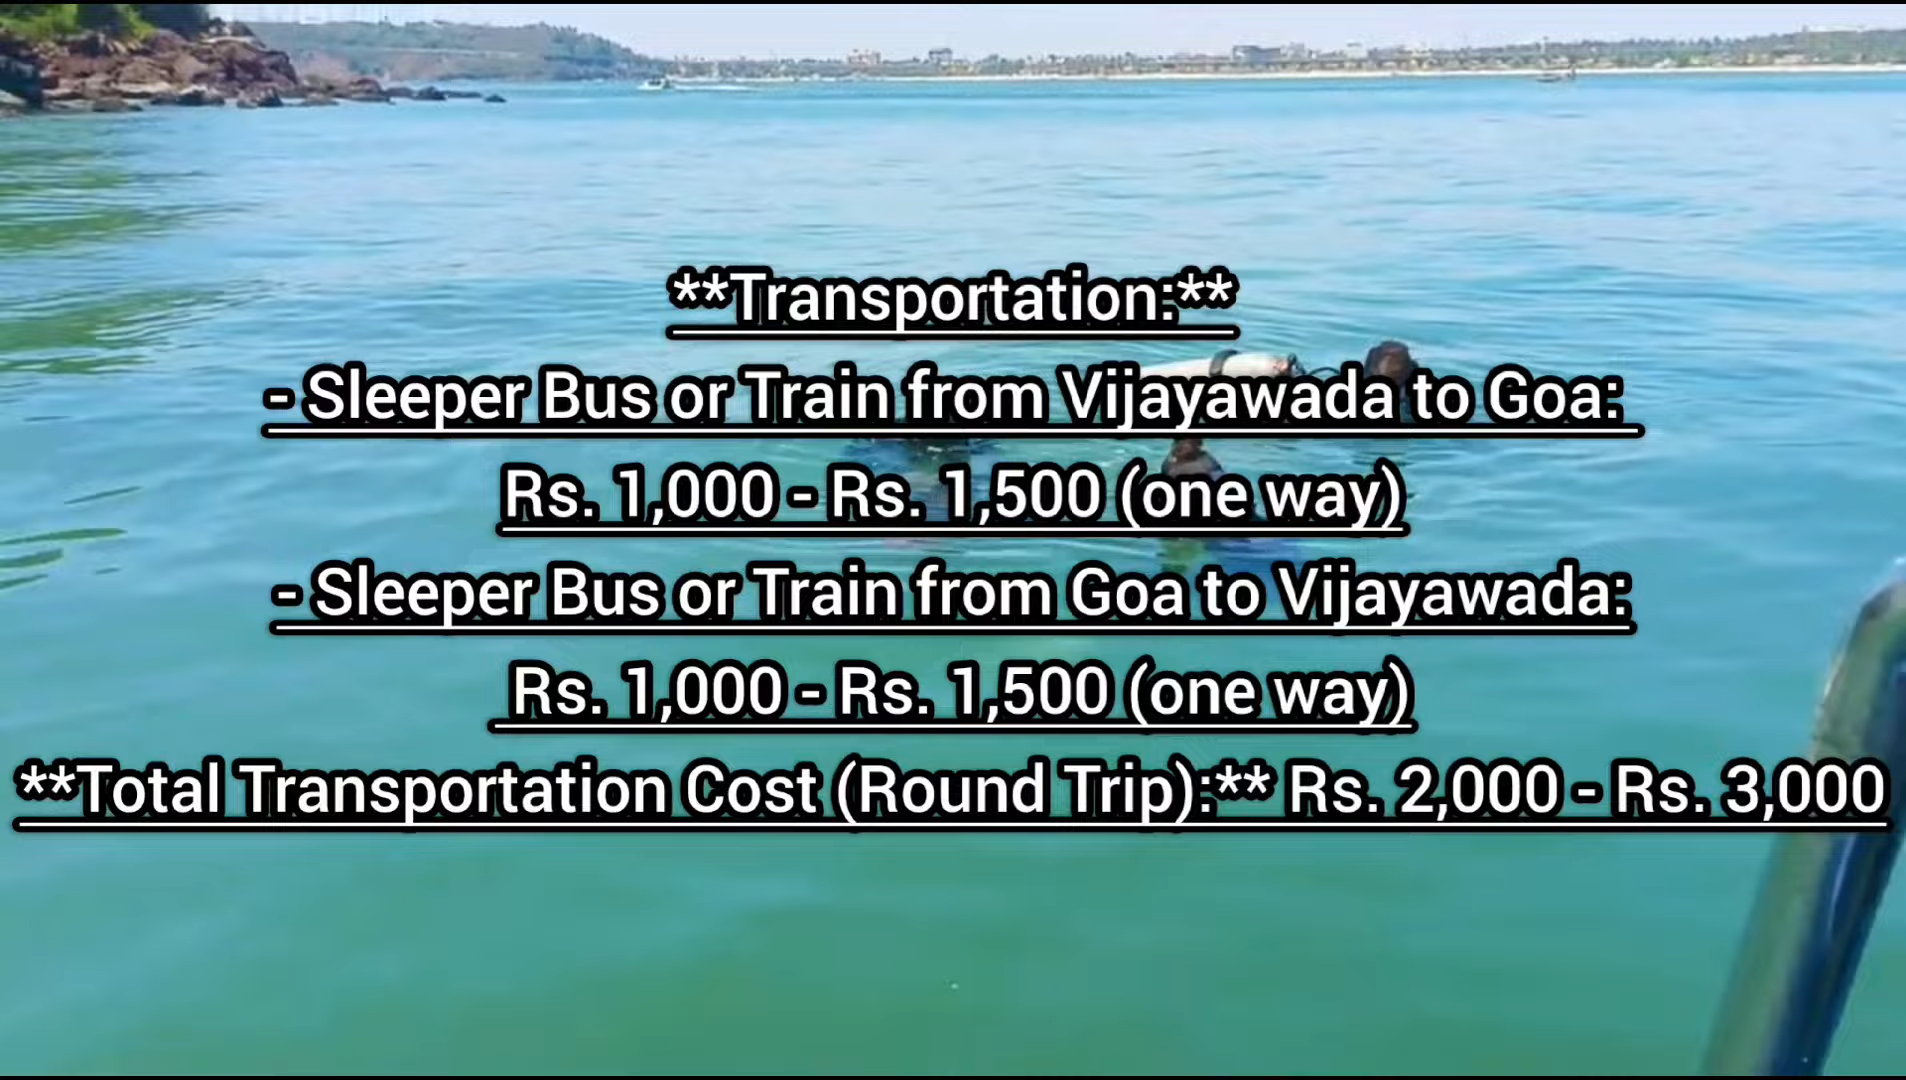 **Transportation:**
- Sleeper Bus or Train from Vijayawada to Goa:
Rs. 1,000 - Rs. 1,500 (one way)
- Sleeper Bus or Train from Goa to Vijayawada:
Rs. 1,000 - Rs. 1,500 (one way)
**Total Transportation Cost (Round Trip):** Rs. 2,000 - Rs. 3,000